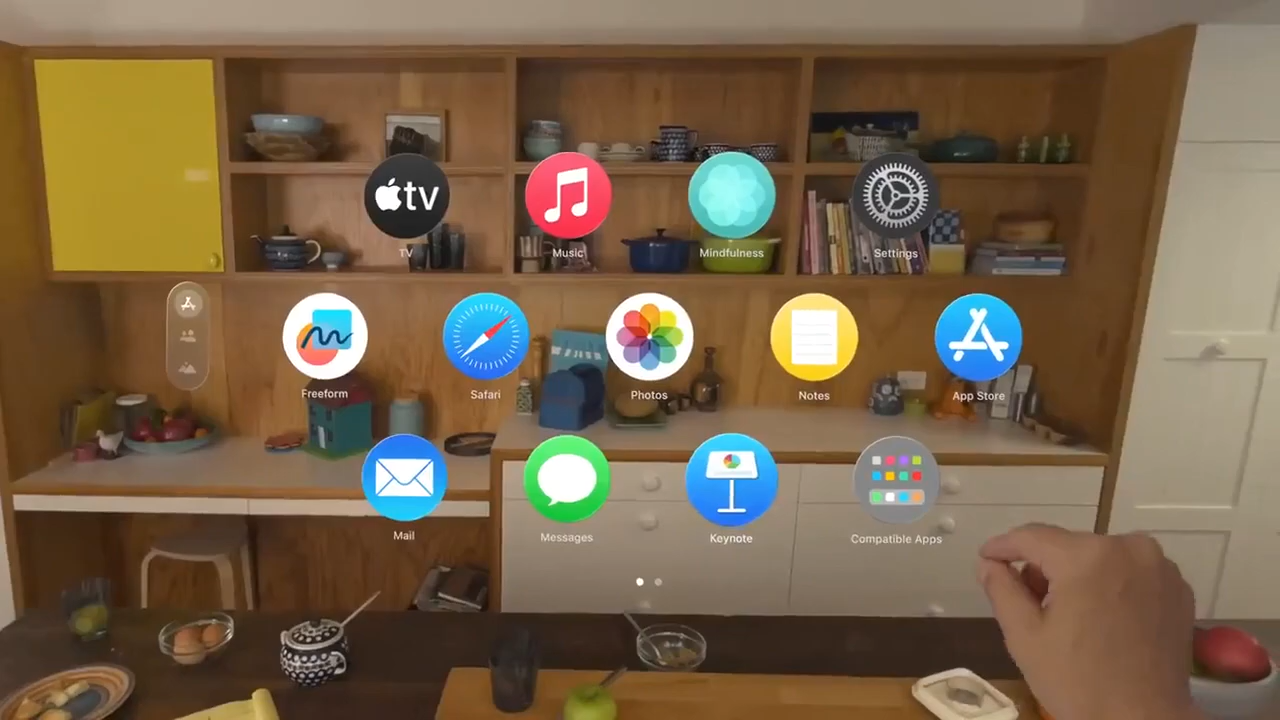 tv
TV
Music
Mindfulness
Settings
Freeform
Safari
Photos
Notes
App Store
Mail
Messages
Keynote
Compatible Apps